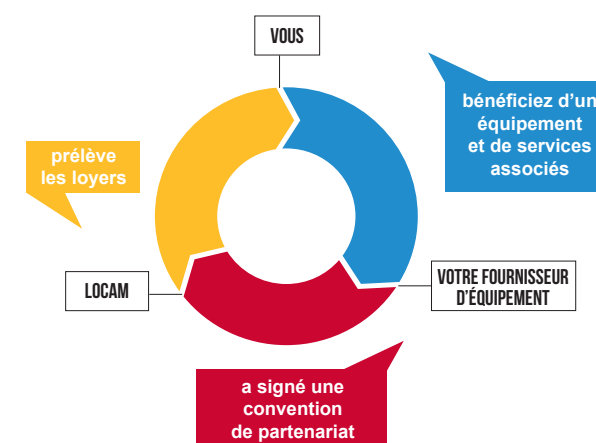 VOUS
bénéficiez d'un
équipement
et de services
associés
prélève
les loyers
LOCAM
VOTRE FOURNISSEUR
D'ÉQUIPEMENT
a signé une
convention
de partenariat